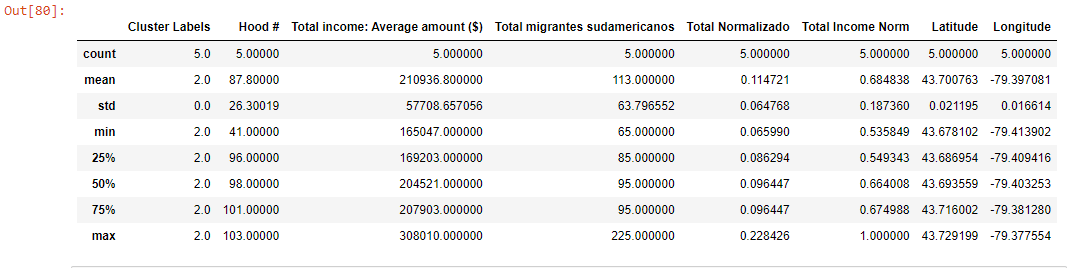 Out[80]:
Cluster Labels Hood # Total income: Average amount ($) Total migrantes sudamericanos Total Normalizado Total Income Norm Latitude Longitude
count 5.0 5.00000 5.000000 5.000000 5.000000 5.000000 5.000000 5.000000
mean 2.0 87.80000 210936.800000 113.000000 0.114721 0.684838 43.700763 -79.397081
std 0.0 26.30019 57708.657056 63.796552 0.064768 0.187360 0.021195 0.016614
min 2.0 41.00000 165047.000000 65.000000 0.065990 0.535849 43.678102 -79.413902
25% 2.0 96.00000 169203.000000 85.000000 0.086294 0.549343 43.686954 -79.409416
50% 2.0 98.00000 204521.000000 95.000000 0.096447 0.664008 43.693559 -79.403253
75% 2.0 101.00000 207903.000000 95.000000 0.096447 0.674988 43.716002 -79.381280
max 2.0 103.00000 308010.000000 225.000000 0.228426 1.000000 43.729199 -79.377554